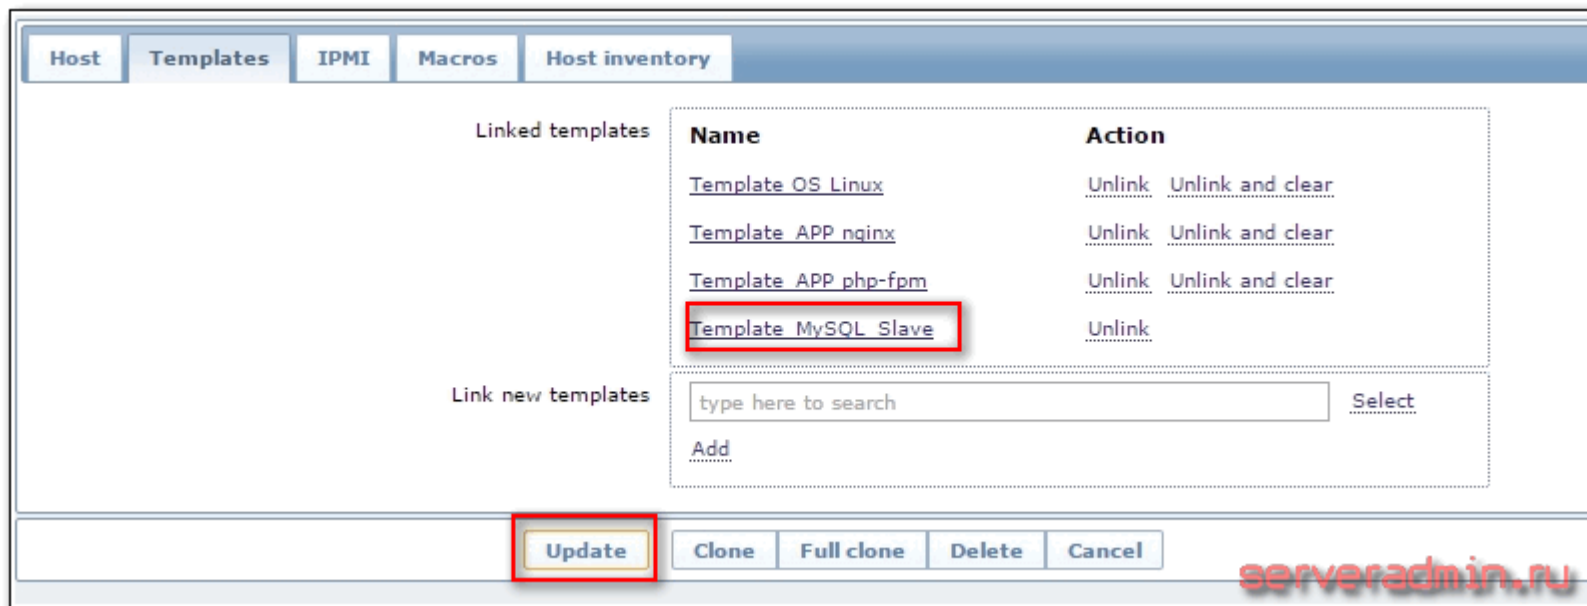 Host Templates IPMI Macros Host inventory
Linked templates Name Action
Template OS Linux Unlink Unlink and clear
Template APP nginx Unlink Unlink and clear
Template APP php-fpm Unlink Unlink and clear
Template MySQL Slave Unlink
Link new templates type here to search Select
Add
Update Clone Full clone Delete Cancel
serveradmin.ru